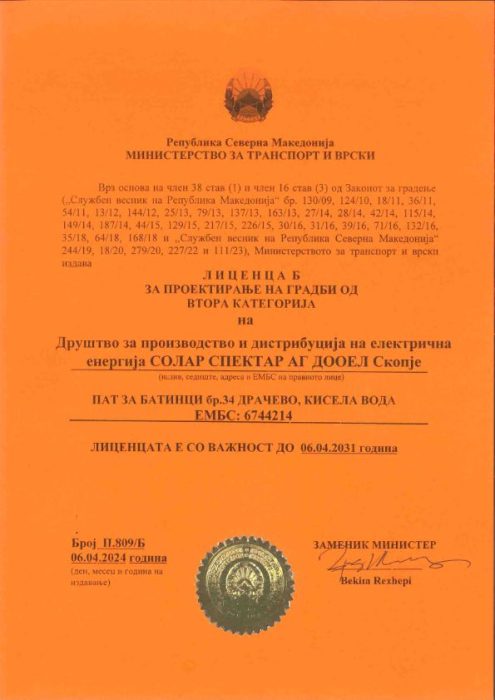 Република Северна Македонија
МИНИСТЕРСТВО ЗА ТРАНСПОРТ И ВРСКИ
Врз основа на член 38 став (1) и член 16 став (3) од Законот за градење
(„Службен весник на Република Македонија“ бр. 130/09, 124/10, 18/11, 36/11,
54/11, 13/12, 144/12, 25/13, 79/13, 137/13, 163/13, 27/14, 28/14, 42/14, 115/14,
149/14, 187/14, 44/15, 129/15, 217/15, 226/15, 30/16, 31/16, 39/16, 71/16, 132/16,
35/18, 64/18, 168/18 и „Службен весник на Република Северна Македонија“
244/19, 18/20, 279/20, 227/22 и 111/23), Министерството за транспорт и врски
издава
Л И Ц Е Н Ц А Б
ЗА ПРОЕКТИРАЊЕ НА ГРАДБИ ОД
ВТОРА КАТЕГОРИЈА
на
Друштво за производство и дистрибуција на електрична
енергија СОЛАР СПЕКТАР АГ ДООЕЛ Скопје
(назив, седиште, адреса и ЕМБС на правното лице)
ПАТ ЗА БАТИНЦИ бр.34 ДРАЧЕВО, КИСЕЛА ВОДА
ЕМБС: 6744214
ЛИЦЕНЦАТА Е СО ВАЖНОСТ ДО 06.04.2031 година
Број П.809/Б
06.04.2024 година
(ден, месец и година на
издавање)
ЗАМЕНИК МИНИСТЕР
Bekita Rexhepi